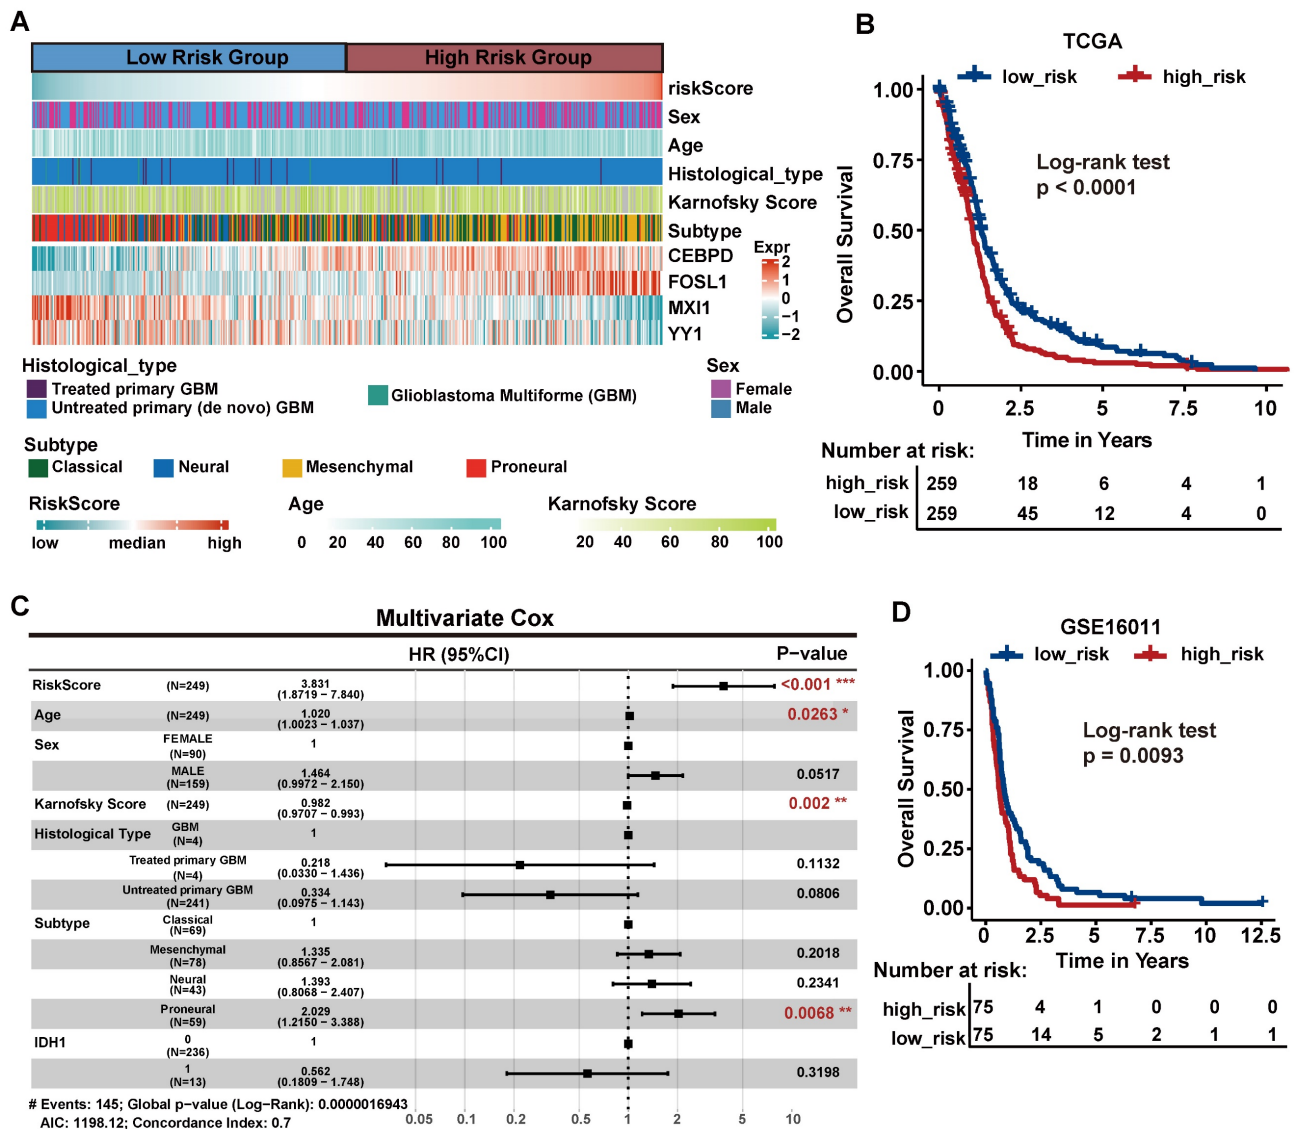 A
Low Rrisk Group High Rrisk Group
riskScore
Sex
Age
Histological_type
Karnofsky Score
Subtype
CEBPD
FOSL1
MXI1
YY1
Expr
2
1
0
−1
−2
Histological_type
Treated primary GBM
Untreated primary (de novo) GBM
Glioblastoma Multiforme (GBM)
Sex
Female
Male
Subtype
Classical Neural Mesenchymal Proneural
RiskScore Age Karnofsky Score
low median high 0 20 40 60 80 100 20 40 60 80 100
B
TCGA
low_risk high_risk
Log-rank test
p < 0.0001
Overall Survival
1.00
0.75
0.50
0.25
0.00
0 2.5 5 7.5 10
Time in Years
Number at risk:
high_risk 259 18 6 4 1
low_risk 259 45 12 4 0
C
Multivariate Cox
HR (95%CI) P−value
RiskScore (N=249) 3.831 (1.8719 − 7.840) <0.001 ***
Age (N=249) 1.020 (1.0023 − 1.037) 0.0263 *
Sex FEMALE (N=90) 1
MALE (N=159) 1.464 (0.9972 − 2.150) 0.0517
Karnofsky Score (N=249) 0.982 (0.9707 − 0.993) 0.002 **
Histological Type GBM (N=4) 1
Treated primary GBM (N=4) 0.218 (0.0330 − 1.436) 0.1132
Untreated primary GBM (N=241) 0.334 (0.0975 − 1.143) 0.0806
Subtype Classical (N=69) 1
Mesenchymal (N=78) 1.335 (0.8567 − 2.081) 0.2018
Neural (N=43) 1.393 (0.8068 − 2.407) 0.2341
Proneural (N=59) 2.029 (1.2150 − 3.388) 0.0068 **
IDH1 0 (N=236) 1
1 (N=13) 0.562 (0.1809 − 1.748) 0.3198
# Events: 145; Global p−value (Log−Rank): 0.0000016943
AIC: 1198.12; Concordance Index: 0.7
0.05 0.1 0.2 0.5 1 2 5 10
D
GSE16011
low_risk high_risk
Log-rank test
p = 0.0093
Overall Survival
1.00
0.75
0.50
0.25
0.00
0 2.5 5 7.5 10 12.5
Time in Years
Number at risk:
high_risk 75 4 1 0 0 0
low_risk 75 14 5 2 1 1